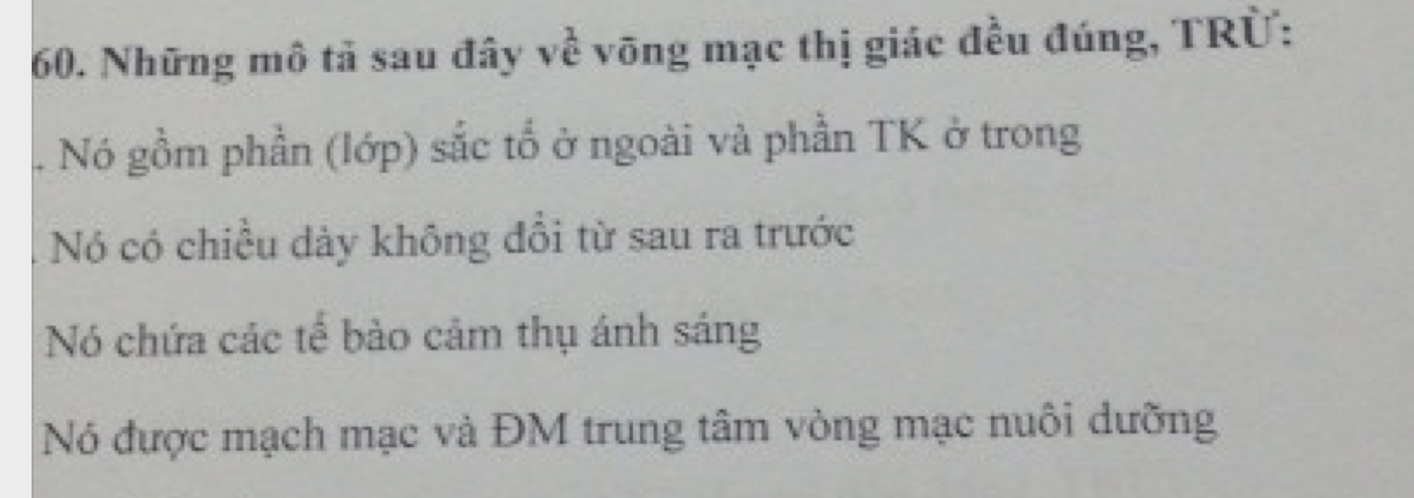 60. Những mô tả sau đây về võng mạc thị giác đều đúng, TRỪ:
. Nó gồm phần (lớp) sắc tố ở ngoài và phần TK ở trong
. Nó có chiều dày không đổi từ sau ra trước
Nó chứa các tế bào cảm thụ ánh sáng
Nó được mạch mạc và ĐM trung tâm vòng mạc nuôi dưỡng